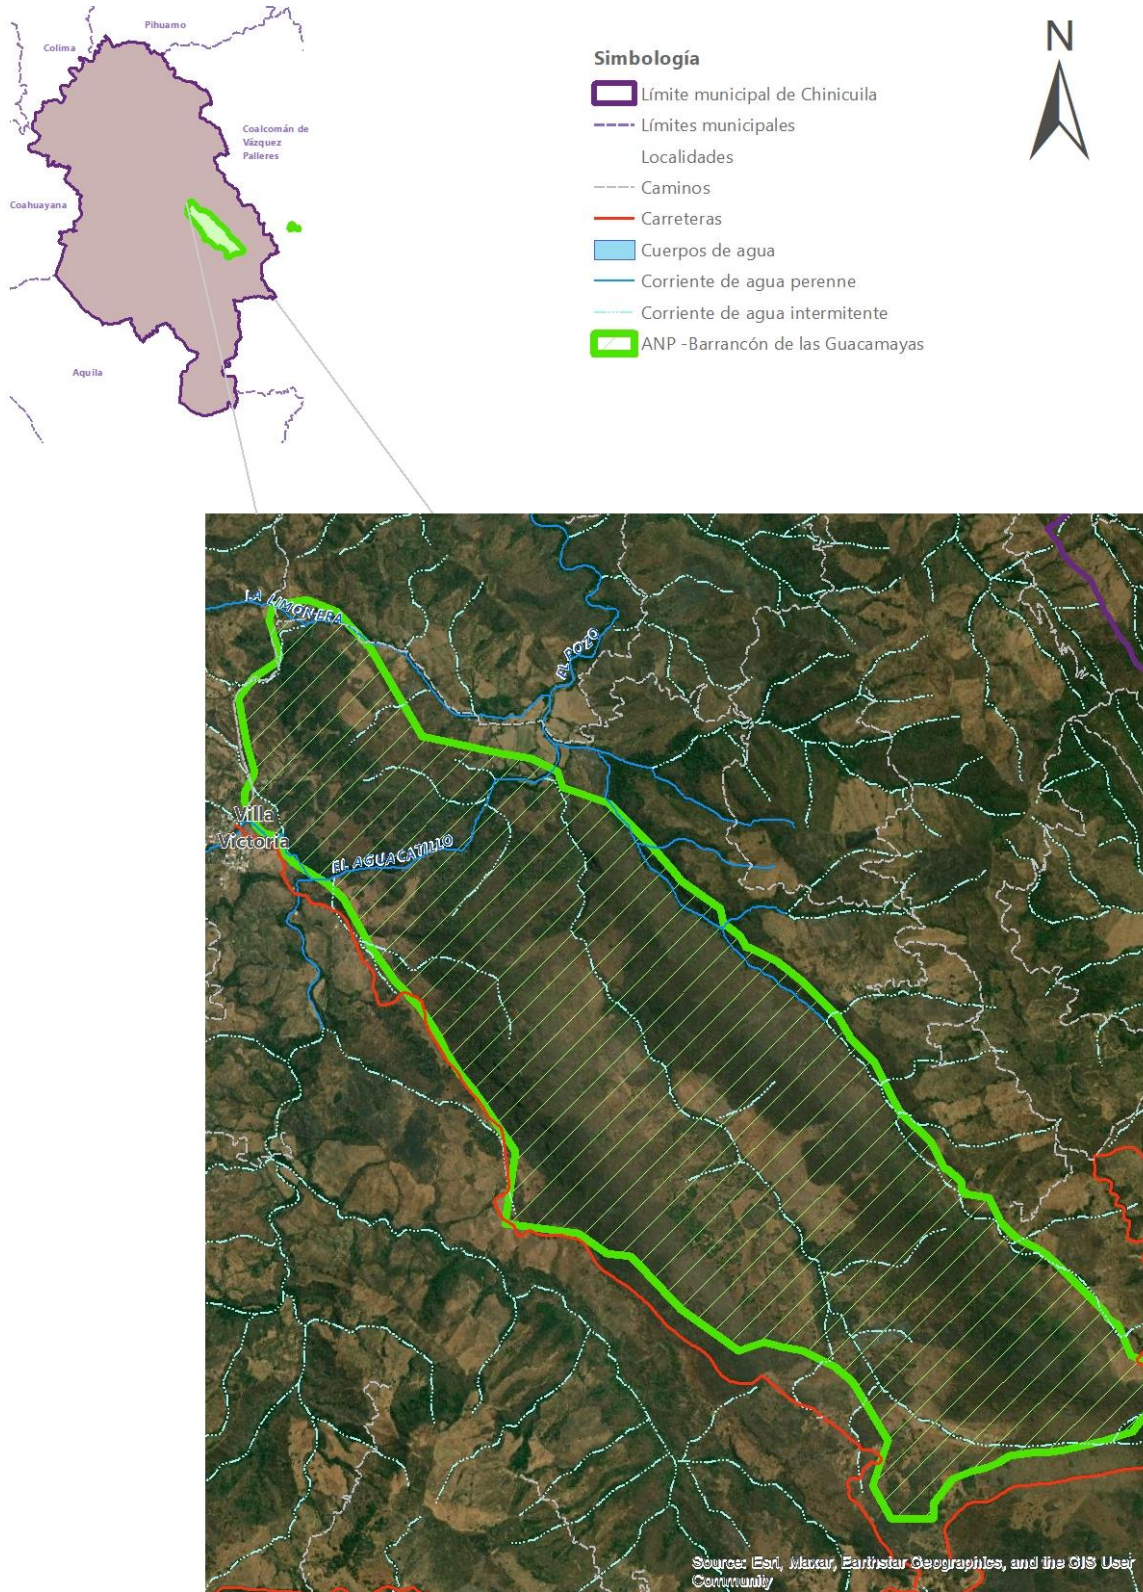 Pihuamo
Colima
Coalcomán de
Vázquez
Palleres
Coahuayana
Aquila
Simbología
Límite municipal de Chinicuila
Límites municipales
Localidades
Caminos
Carreteras
Cuerpos de agua
Corriente de agua perenne
Corriente de agua intermitente
ANP -Barrancón de las Guacamayas
N
LA LIMONERA
EL POZO
Villa
Victoria
EL AGUACATILLO
Source: Esri, Maxar, Earthstar Geographics, and the GIS User
Community